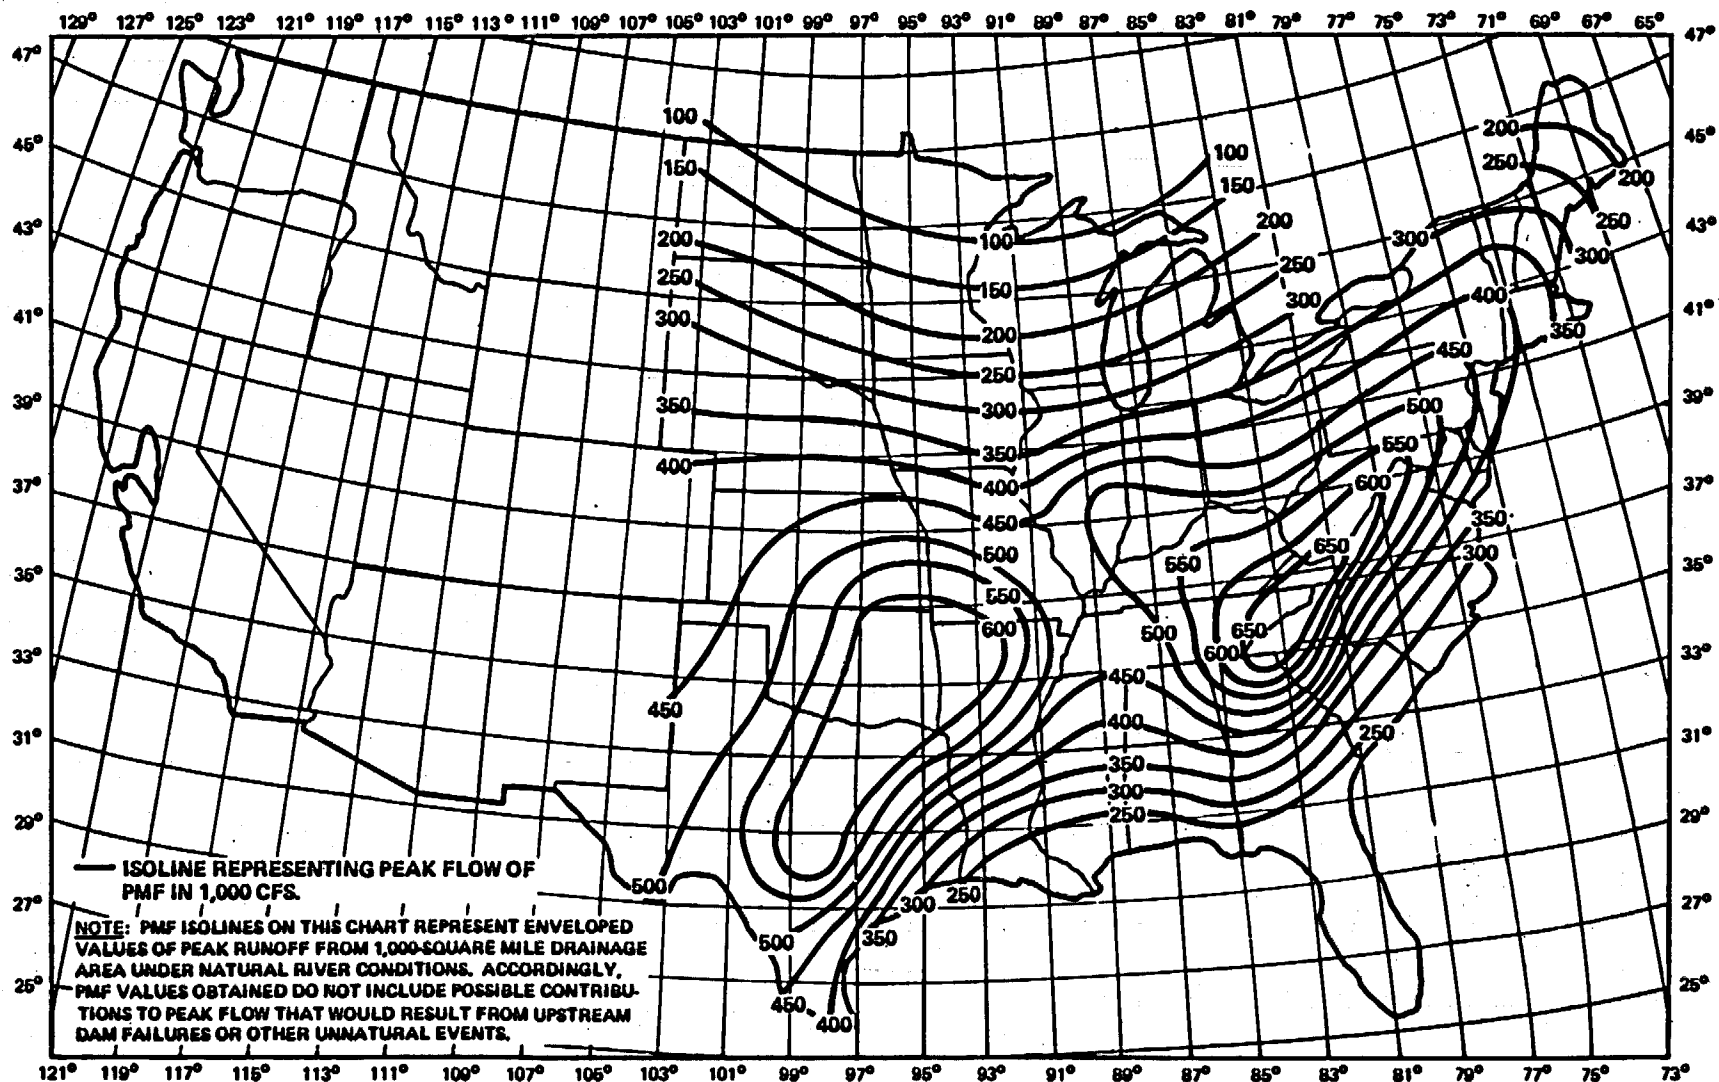 129° 127° 125° 123° 121° 119° 117° 115° 113° 111° 109° 107° 105° 103° 101° 99° 97° 95° 93° 91° 89° 87° 85° 83° 81° 79° 77° 75° 73° 71° 69° 67° 65°
47° 47°
100
200
45° 45°
150 100 250
150 200
43° 200 200 300 250 43°
100
250 250 300
150 300 400
41° 300 41°
200 350
250 450
39° 350 300 500 39°
350 550
400 400 600
37° 450 350 37°
500 650 300
35° 550 550 35°
600 500 650
33° 600 33°
450 450
400 250
31° 350 31°
300
29° 250 29°
ISOLINE REPRESENTING PEAK FLOW OF
PMF IN 1,000 CFS.
500 250
27° 300 27°
NOTE: PMF ISOLINES ON THIS CHART REPRESENT ENVELOPED
VALUES OF PEAK RUNOFF FROM 1,000-SQUARE MILE DRAINAGE
500 350
AREA UNDER NATURAL RIVER CONDITIONS. ACCORDINGLY,
25° 25°
PMF VALUES OBTAINED DO NOT INCLUDE POSSIBLE CONTRIBU-
450
TIONS TO PEAK FLOW THAT WOULD RESULT FROM UPSTREAM
400
DAM FAILURES OR OTHER UNNATURAL EVENTS.
121° 119° 117° 115° 113° 111° 109° 107° 105° 103° 101° 99° 97° 95° 93° 91° 89° 87° 85° 83° 81° 79° 77° 75° 73°